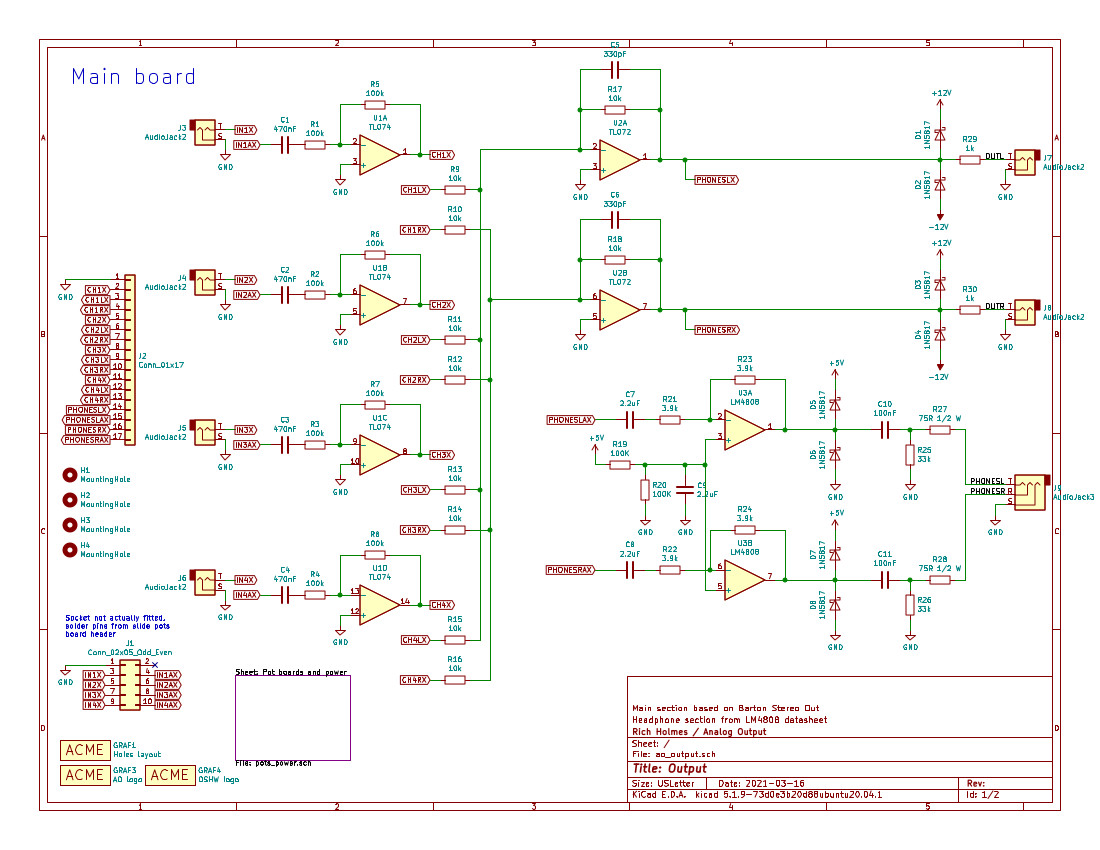 1 2 3 4 5
Main board
A
J3
AudioJack2
T
S
IN1X
IN1AX
GND
C1
470nF
R1
100k
R5
100k
U1A
TL074
2
3
1
CH1X
GND
R9
10k
CH1LX
R10
10k
CH1RX
C5
330pF
R17
10k
U2A
TL072
2
3
1
GND
PHONESLX
+12V
D1
1N5817
D2
1N5817
-12V
R29
1k
OUTL
T
S
J7
AudioJack2
GND
A
B
J4
AudioJack2
T
S
IN2X
IN2AX
GND
C2
470nF
R2
100k
R6
100k
U1B
TL074
6
5
7
CH2X
GND
R11
10k
CH2LX
R12
10k
CH2RX
C6
330pF
R18
10k
U2B
TL072
6
5
7
GND
PHONESRX
+12V
D3
1N5817
D4
1N5817
-12V
R30
1k
OUTR
T
S
J8
AudioJack2
GND
B
GND
1
CH1X 2
CH1LX 3
CH1RX 4
CH2X 5
CH2LX 6
CH2RX 7
CH3X 8
CH3LX 9
CH3RX 10
CH4X 11
CH4LX 12
CH4RX 13
PHONESLX 14
PHONESLAX 15
PHONESRX 16
PHONESRAX 17
J2
Conn_01x17
J5
AudioJack2
T
S
IN3X
IN3AX
GND
C3
470nF
R3
100k
R7
100k
U1C
TL074
9
10
8
CH3X
GND
R13
10k
CH3LX
R14
10k
CH3RX
PHONESLAX
C7
2.2uF
R21
3.9k
R23
3.9k
U3A
LM4808
2
3
1
+5V
R19
100K
R20
100K
C9
2.2uF
GND
GND
+5V
D5
1N5817
D6
1N5817
GND
C10
100nF
R25
33k
GND
R27
75R 1/2 W
PHONESL T
PHONESR R
S
J9
AudioJack3
GND
H1
MountingHole
H2
MountingHole
H3
MountingHole
H4
MountingHole
C
C
J6
AudioJack2
T
S
IN4X
IN4AX
GND
C4
470nF
R4
100k
R8
100k
U1D
TL074
13
12
14
CH4X
GND
R15
10k
CH4LX
R16
10k
CH4RX
PHONESRAX
C8
2.2uF
R22
3.9k
R24
3.9k
U3B
LM4808
6
5
7
+5V
D7
1N5817
D8
1N5817
GND
C11
100nF
R26
33k
GND
R28
75R 1/2 W
Socket not actually fitted,
solder pins from slide pots
board header
J1
Conn_02x05_Odd_Even
GND
1 2
IN1X 3 4 IN1AX
IN2X 5 6 IN2AX
IN3X 7 8 IN3AX
IN4X 9 10 IN4AX
D
D
Sheet: Pot boards and power
File: pots_power.sch
ACME
GRAF1
Holes layout
ACME
GRAF3
AO logo
ACME
GRAF4
OSHW logo
Main section based on Barton Stereo Out
Headphone section from LM4808 datasheet
Rich Holmes / Analog Output
Sheet: /
File: ao_output.sch
Title: Output
Size: USLetter Date: 2021-03-16 Rev:
KiCad E.D.A. kicad 5.1.9-73d0e3b20d88ubuntu20.04.1 Id: 1/2
1 2 3 4 5